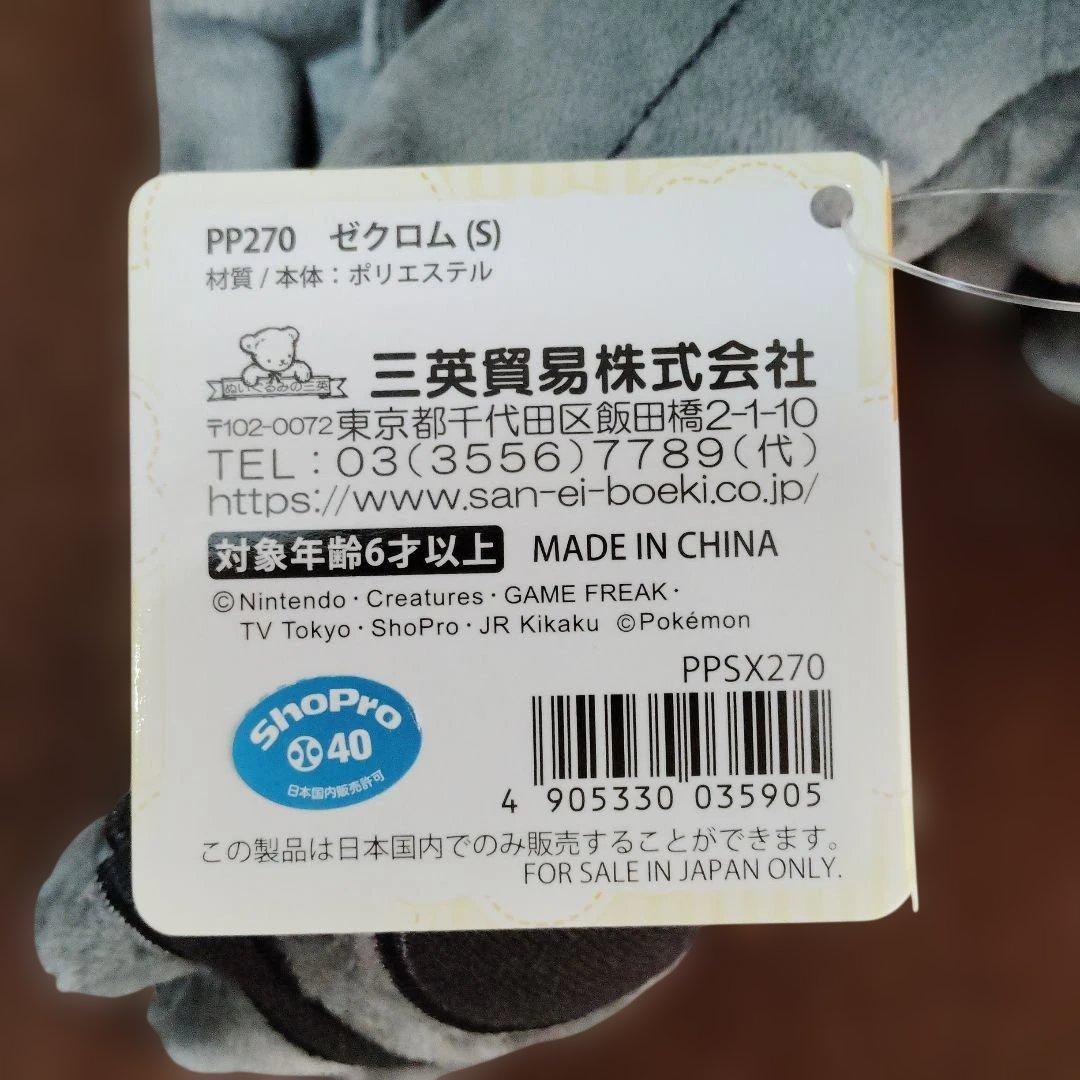 PP270 ゼクロム (S)
材質 / 本体：ポリエステル
ぬいぐるみの三英
三英貿易株式会社
〒102-0072 東京都千代田区飯田橋2-1-10
TEL：03(3556)7789(代)
https://www.san-ei-boeki.co.jp/
対象年齢6才以上 MADE IN CHINA
©Nintendo・Creatures・GAME FREAK・
TV Tokyo・ShoPro・JR Kikaku ©Pokémon
PPSX270
ShoPro
40
日本国内販売許可
4 905330 035905
この製品は日本国内でのみ販売することができます。
FOR SALE IN JAPAN ONLY.